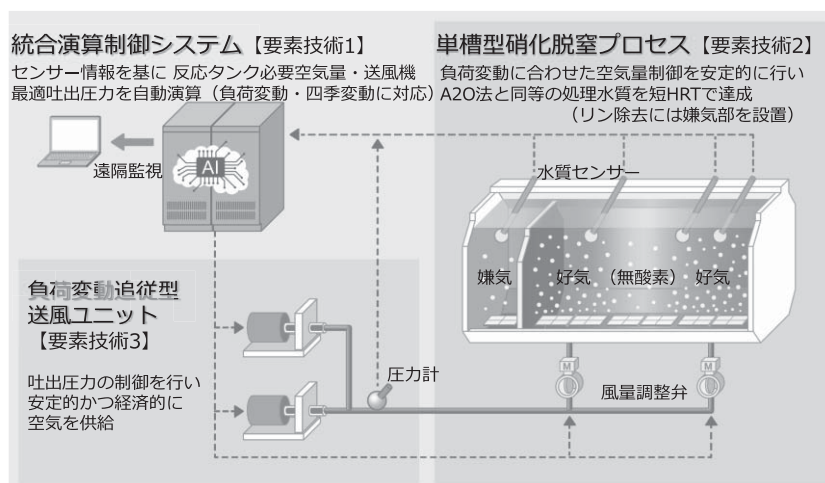 統合演算制御システム【要素技術1】
センサー情報を基に 反応タンク必要空気量・送風機
最適吐出圧力を自動演算（負荷変動・四季変動に対応）
単槽型硝化脱窒プロセス【要素技術2】
負荷変動に合わせた空気量制御を安定的に行い
A2O法と同等の処理水質を短HRTで達成
（リン除去には嫌気部を設置）
遠隔監視
AI
水質センサー
嫌気
好気
（無酸素）
好気
負荷変動追従型
送風ユニット
【要素技術3】
吐出圧力の制御を行い
安定的かつ経済的に
空気を供給
圧力計
M
M
風量調整弁